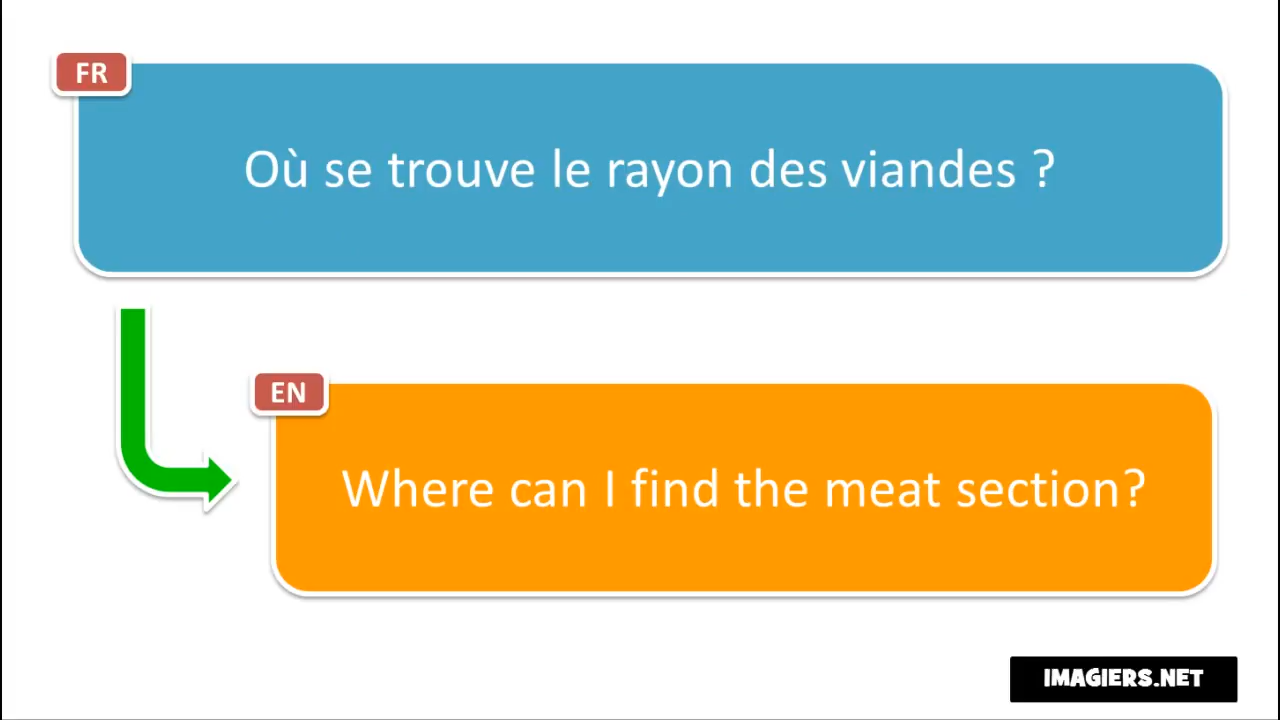 FR
Où se trouve le rayon des viandes ?
EN
Where can I find the meat section?
IMAGIERS.NET